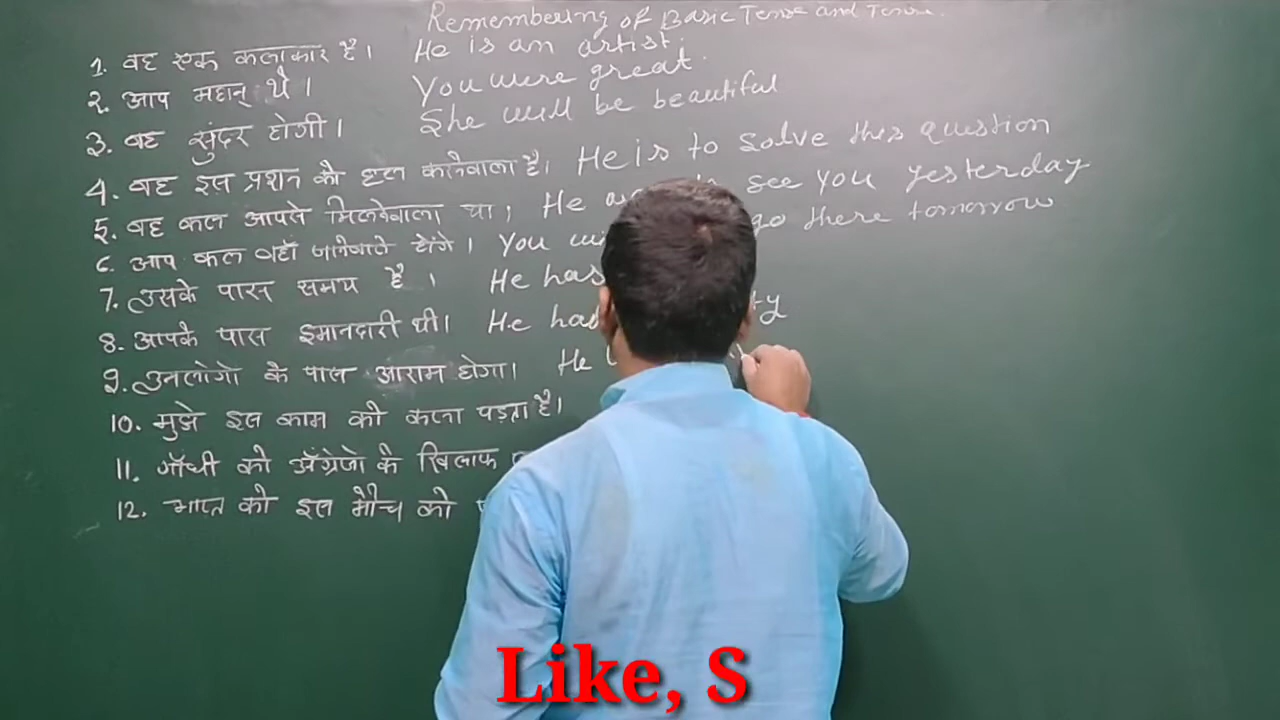 Remembering of Basic Tense and Tense
1. वह एक कलाकार है। He is an artist.
2. आप महान् थे। You were great.
3. वह सुंदर होगी। She will be beautiful
4. वह इस प्रशन को हल करनेवाला है। He is to solve this question
5. वह कल आपसे मिलनेवाला था। He see you yesterday
6. आप कल वहाँ जानेवाले होंगे। You go there tomorrow
7. उसके पास समय है। He has
8. आपके पास इमानदारी थी। He
9. उनलोगो के पास आराम होगा। He
10. मुझे इस काम को करना पड़ता है।
11. गाँधी को अँग्रेजो के खिलाफ
12. भारत को इस मैच को
Like, S